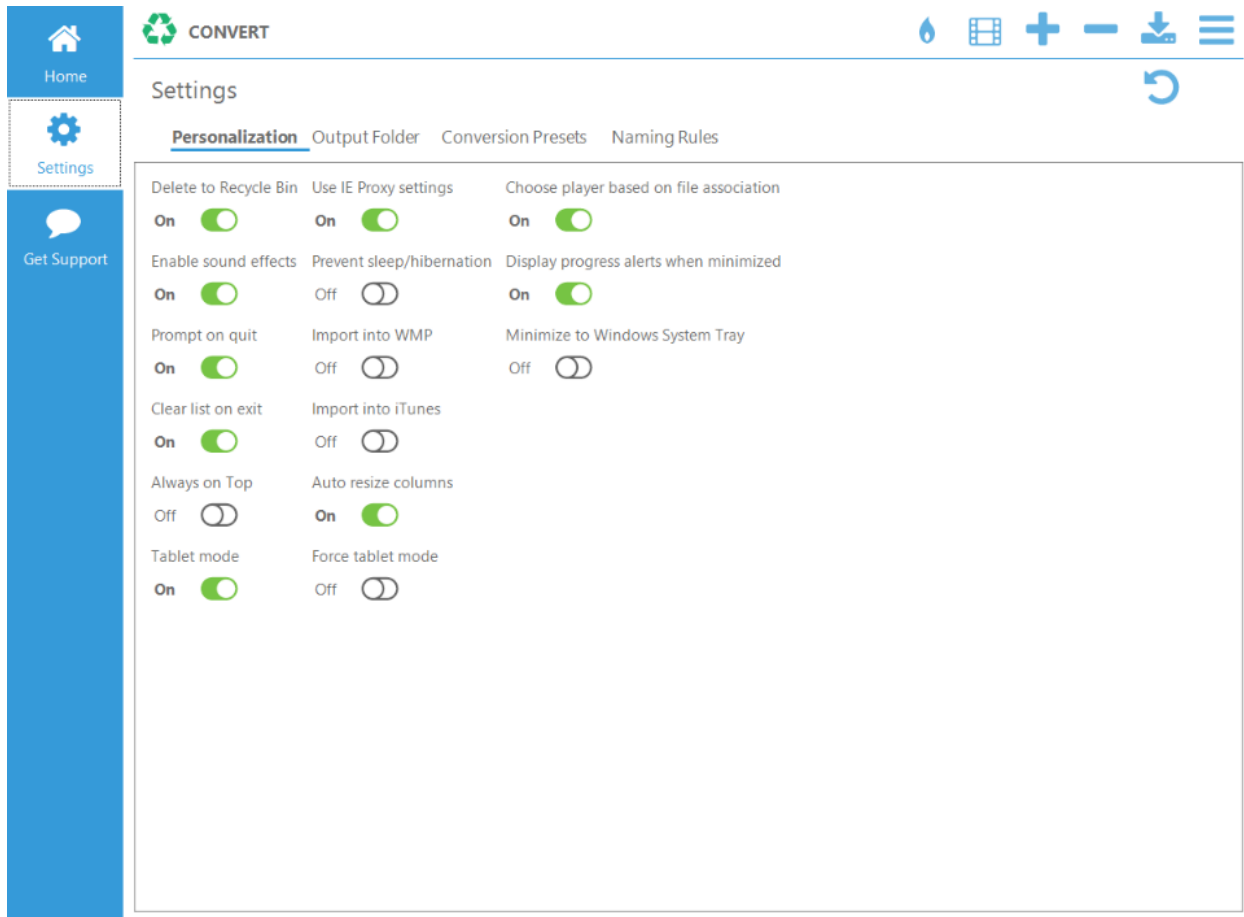 CONVERT
Home
Settings
Get Support
Settings
Personalization Output Folder Conversion Presets Naming Rules
Delete to Recycle Bin Use IE Proxy settings Choose player based on file association
On On On
Enable sound effects Prevent sleep/hibernation Display progress alerts when minimized
On Off On
Prompt on quit Import into WMP Minimize to Windows System Tray
On Off Off
Clear list on exit Import into iTunes
On Off
Always on Top Auto resize columns
Off On
Tablet mode Force tablet mode
On Off